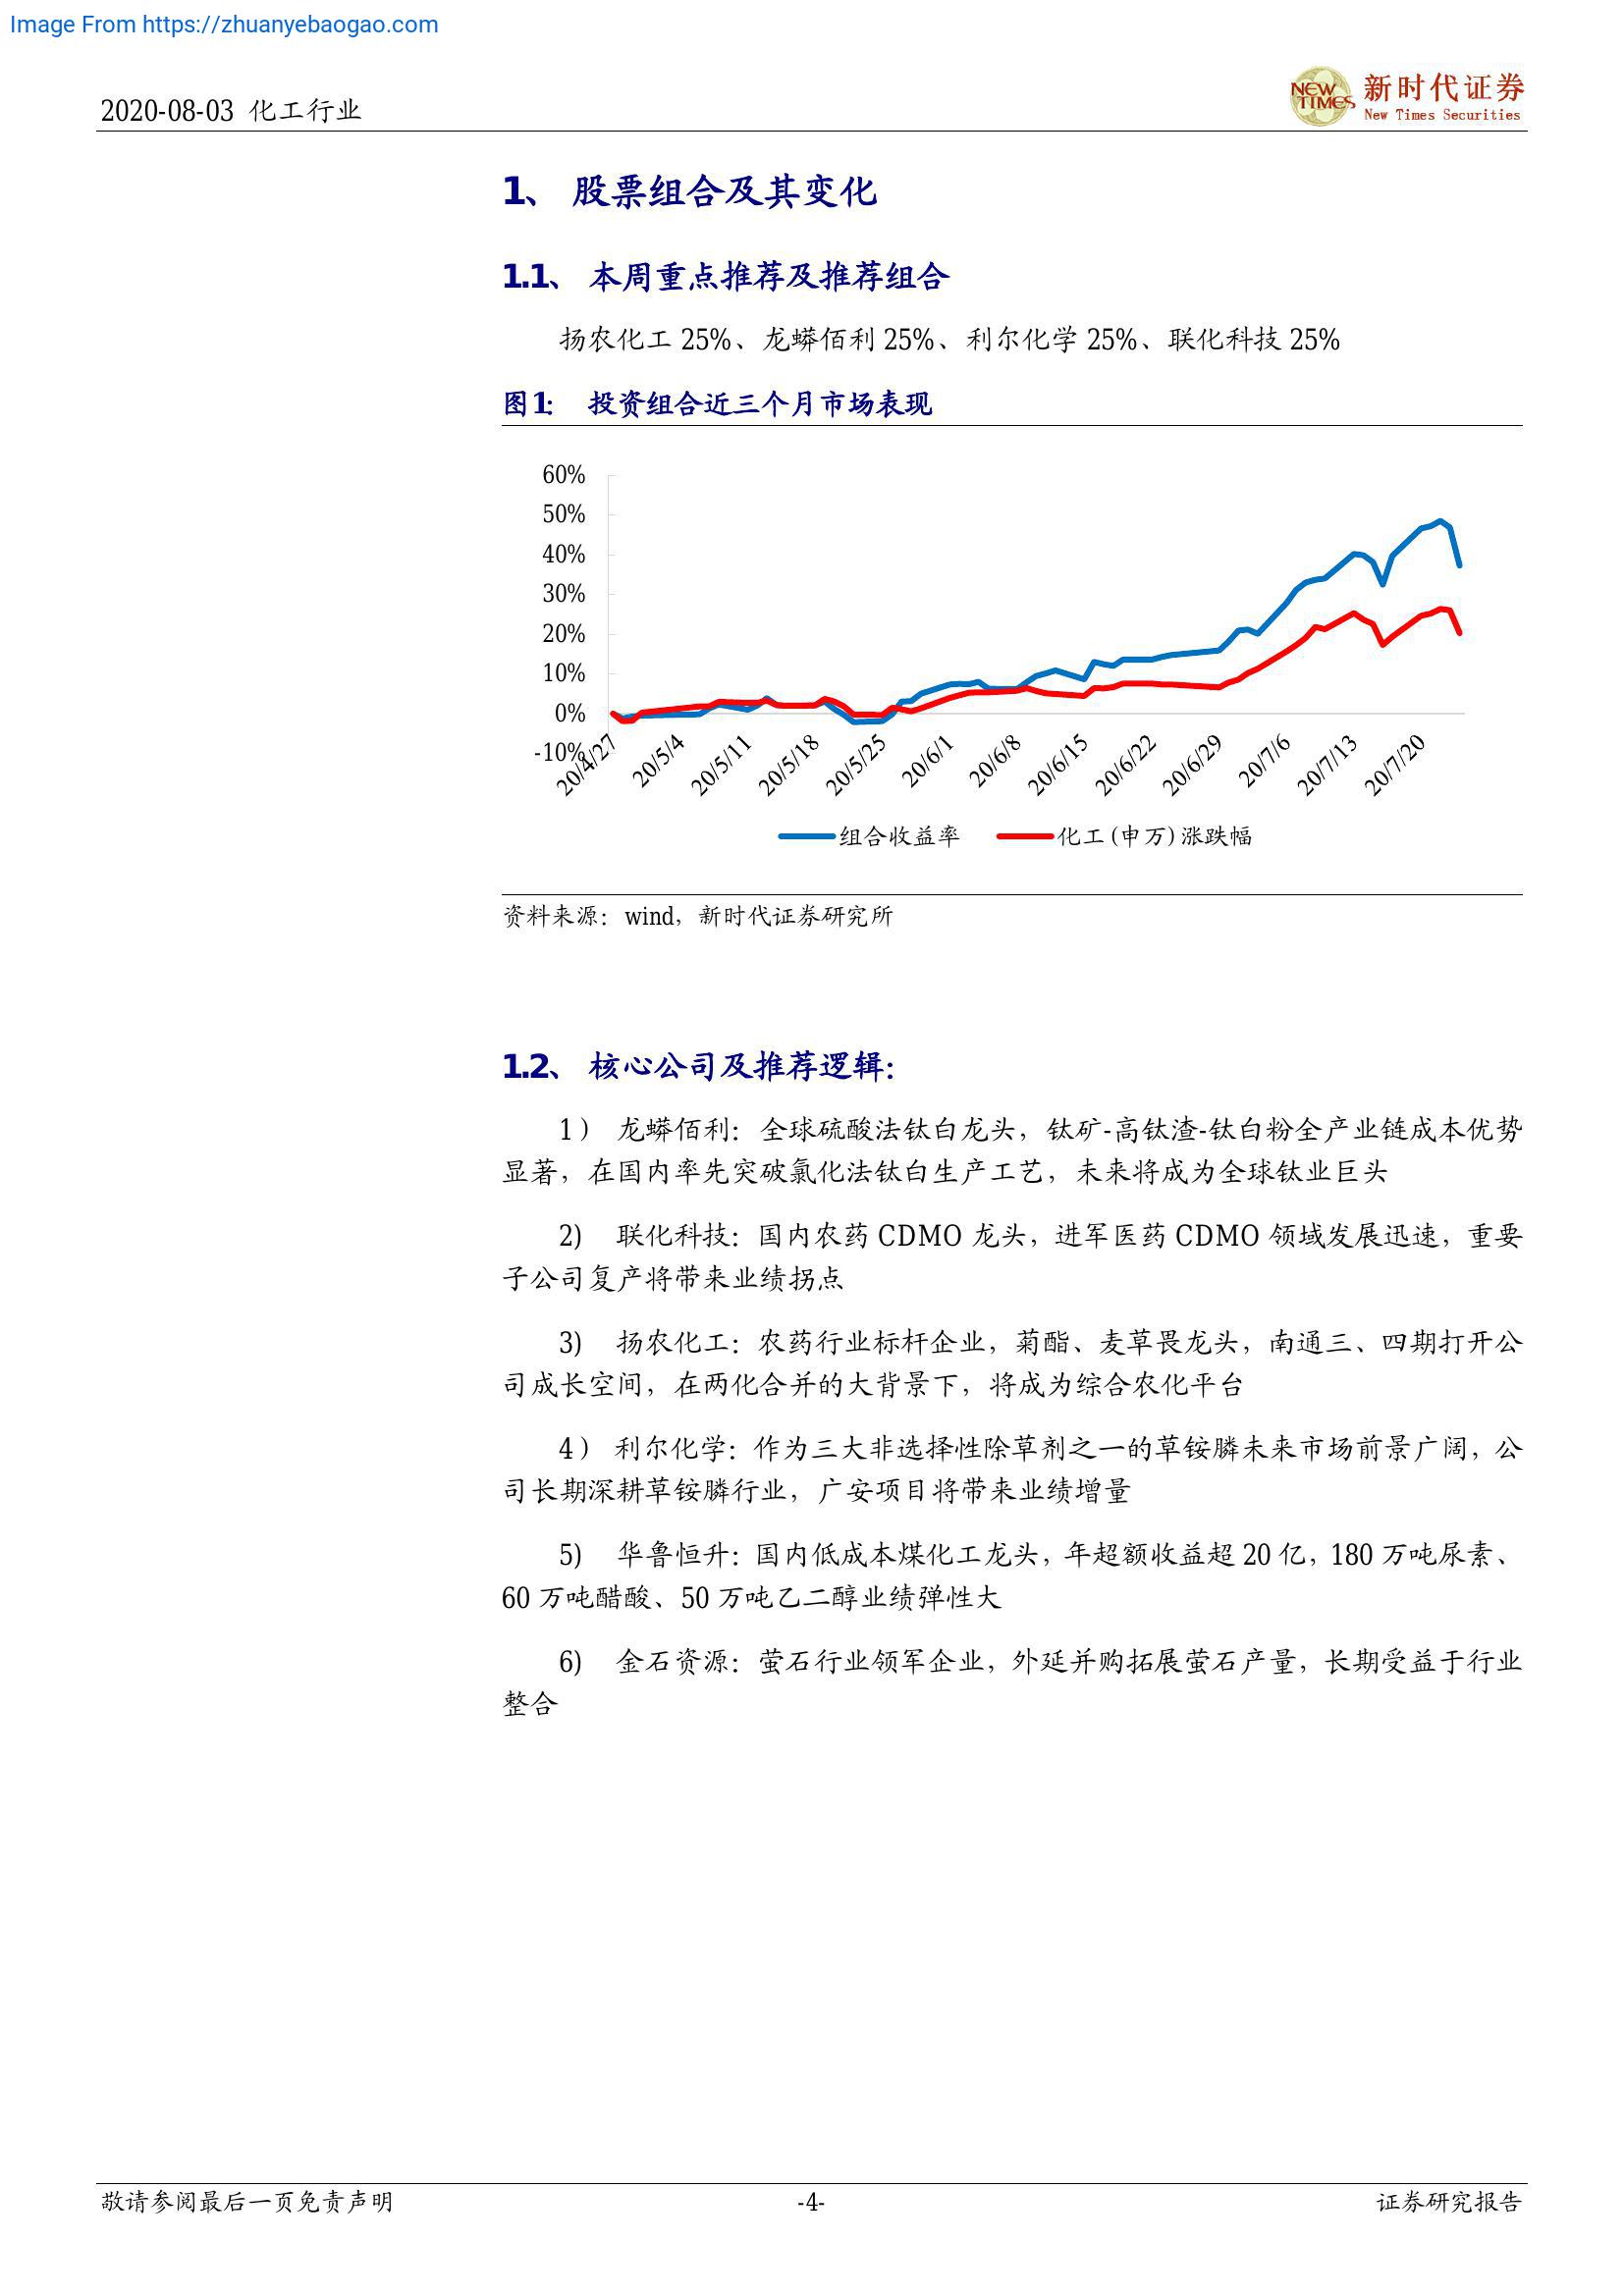 Image From https://zhuanyebaogao.com
2020-08-03 化工行业
NEW TIMES
新时代证券
New Times Securities
1、 股票组合及其变化
1.1、 本周重点推荐及推荐组合
扬农化工 25%、龙蟒佰利 25%、利尔化学 25%、联化科技 25%
图1: 投资组合近三个月市场表现
60%
50%
40%
30%
20%
10%
0%
-10%
20/4/27 20/5/4 20/5/11 20/5/18 20/5/25 20/6/1 20/6/8 20/6/15 20/6/22 20/6/29 20/7/6 20/7/13 20/7/20
组合收益率 化工(申万)涨跌幅
资料来源：wind，新时代证券研究所
1.2、 核心公司及推荐逻辑：
1） 龙蟒佰利：全球硫酸法钛白龙头，钛矿-高钛渣-钛白粉全产业链成本优势
显著，在国内率先突破氯化法钛白生产工艺，未来将成为全球钛业巨头
2) 联化科技：国内农药 CDMO 龙头，进军医药 CDMO 领域发展迅速，重要
子公司复产将带来业绩拐点
3) 扬农化工：农药行业标杆企业，菊酯、麦草畏龙头，南通三、四期打开公
司成长空间，在两化合并的大背景下，将成为综合农化平台
4） 利尔化学：作为三大非选择性除草剂之一的草铵膦未来市场前景广阔，公
司长期深耕草铵膦行业，广安项目将带来业绩增量
5) 华鲁恒升：国内低成本煤化工龙头，年超额收益超 20 亿，180 万吨尿素、
60 万吨醋酸、50 万吨乙二醇业绩弹性大
6) 金石资源：萤石行业领军企业，外延并购拓展萤石产量，长期受益于行业
整合
敬请参阅最后一页免责声明 -4- 证券研究报告